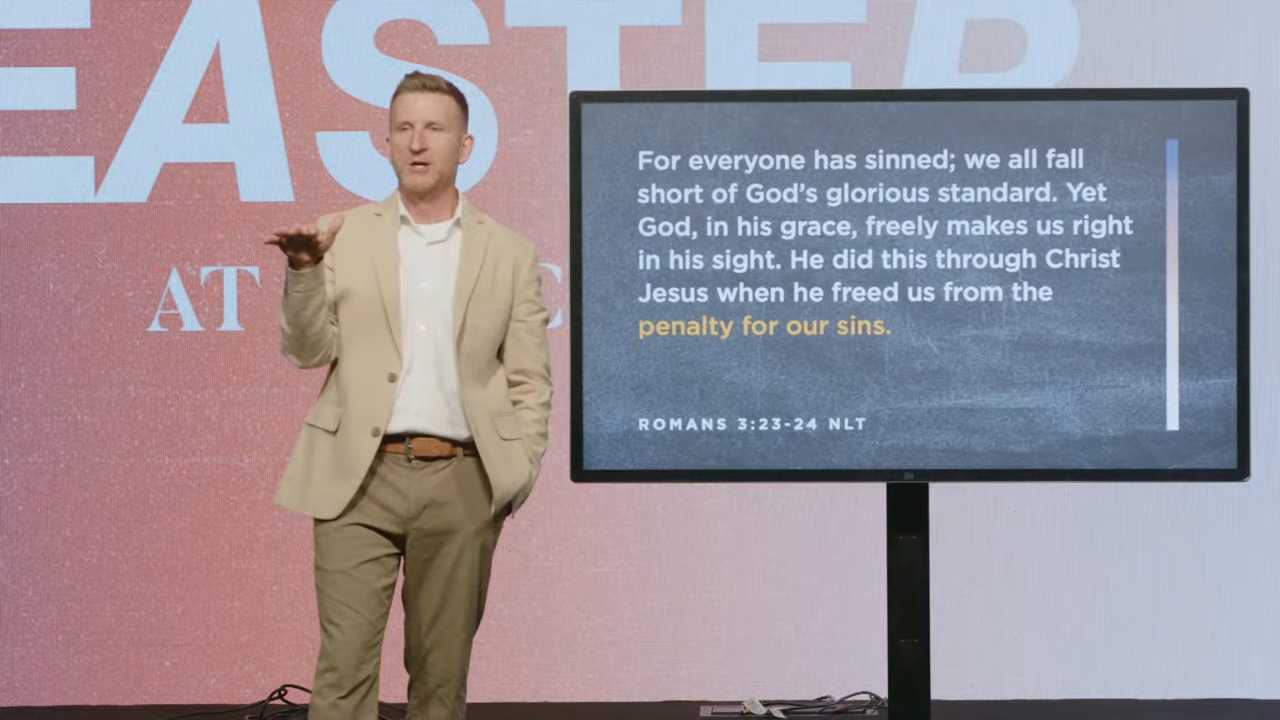 EASTER
AT
For everyone has sinned; we all fall
short of God's glorious standard. Yet
God, in his grace, freely makes us right
in his sight. He did this through Christ
Jesus when he freed us from the
penalty for our sins.
ROMANS 3:23-24 NLT